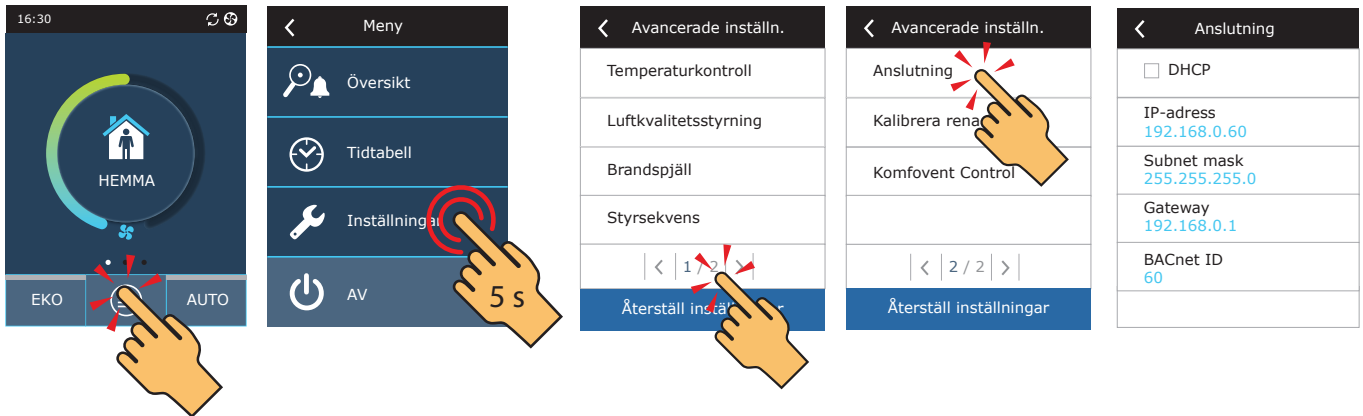 16:30
HEMMA
EKO
AUTO
Meny
Översikt
Tidtabell
Inställningar
AV
5 s
Avancerade inställn.
Temperaturkontroll
Luftkvalitetsstyrning
Brandspjäll
Styrsekvens
< 1 / 2 >
Återställ
Avancerade inställn.
Anslutning
Kalibrera
Komfovent Control
< 2 / 2 >
Återställ inställningar
Anslutning
DHCP
IP-adress
192.168.0.60
Subnet mask
255.255.255.0
Gateway
192.168.0.1
BACnet ID
60